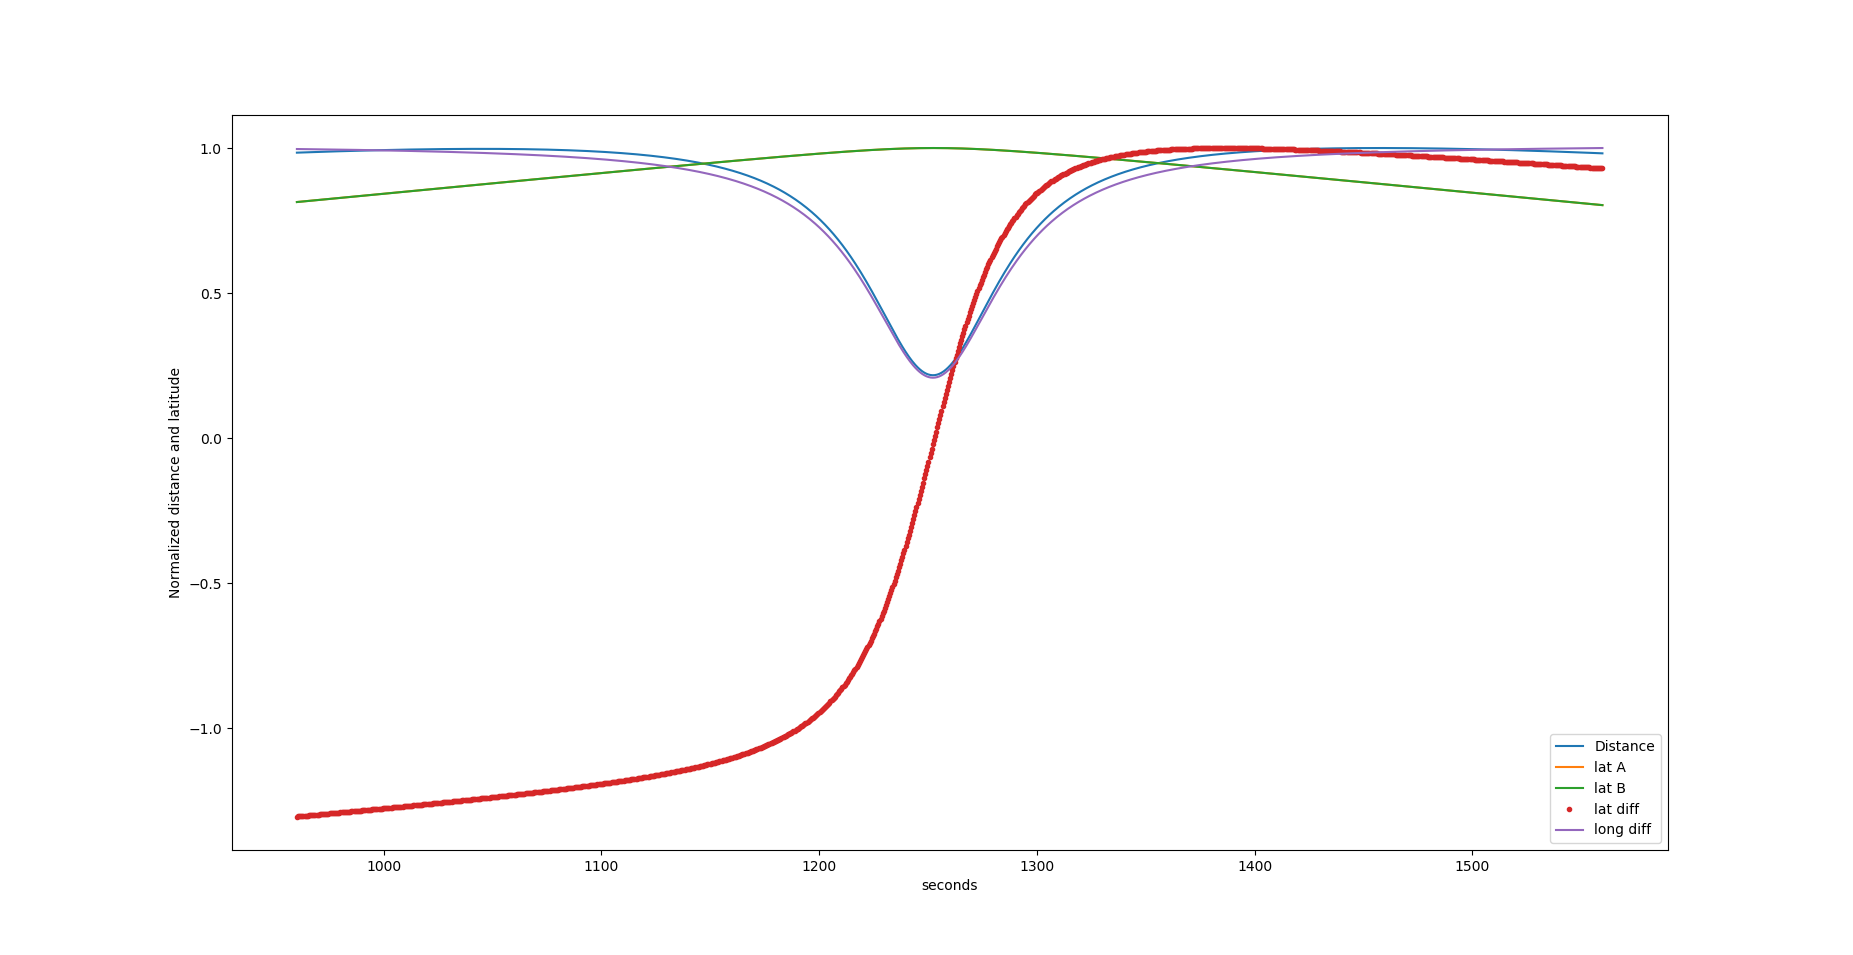 Normalized distance and latitude
1.0
0.5
0.0
−0.5
−1.0
1000 1100 1200 1300 1400 1500
seconds
Distance
lat A
lat B
lat diff
long diff